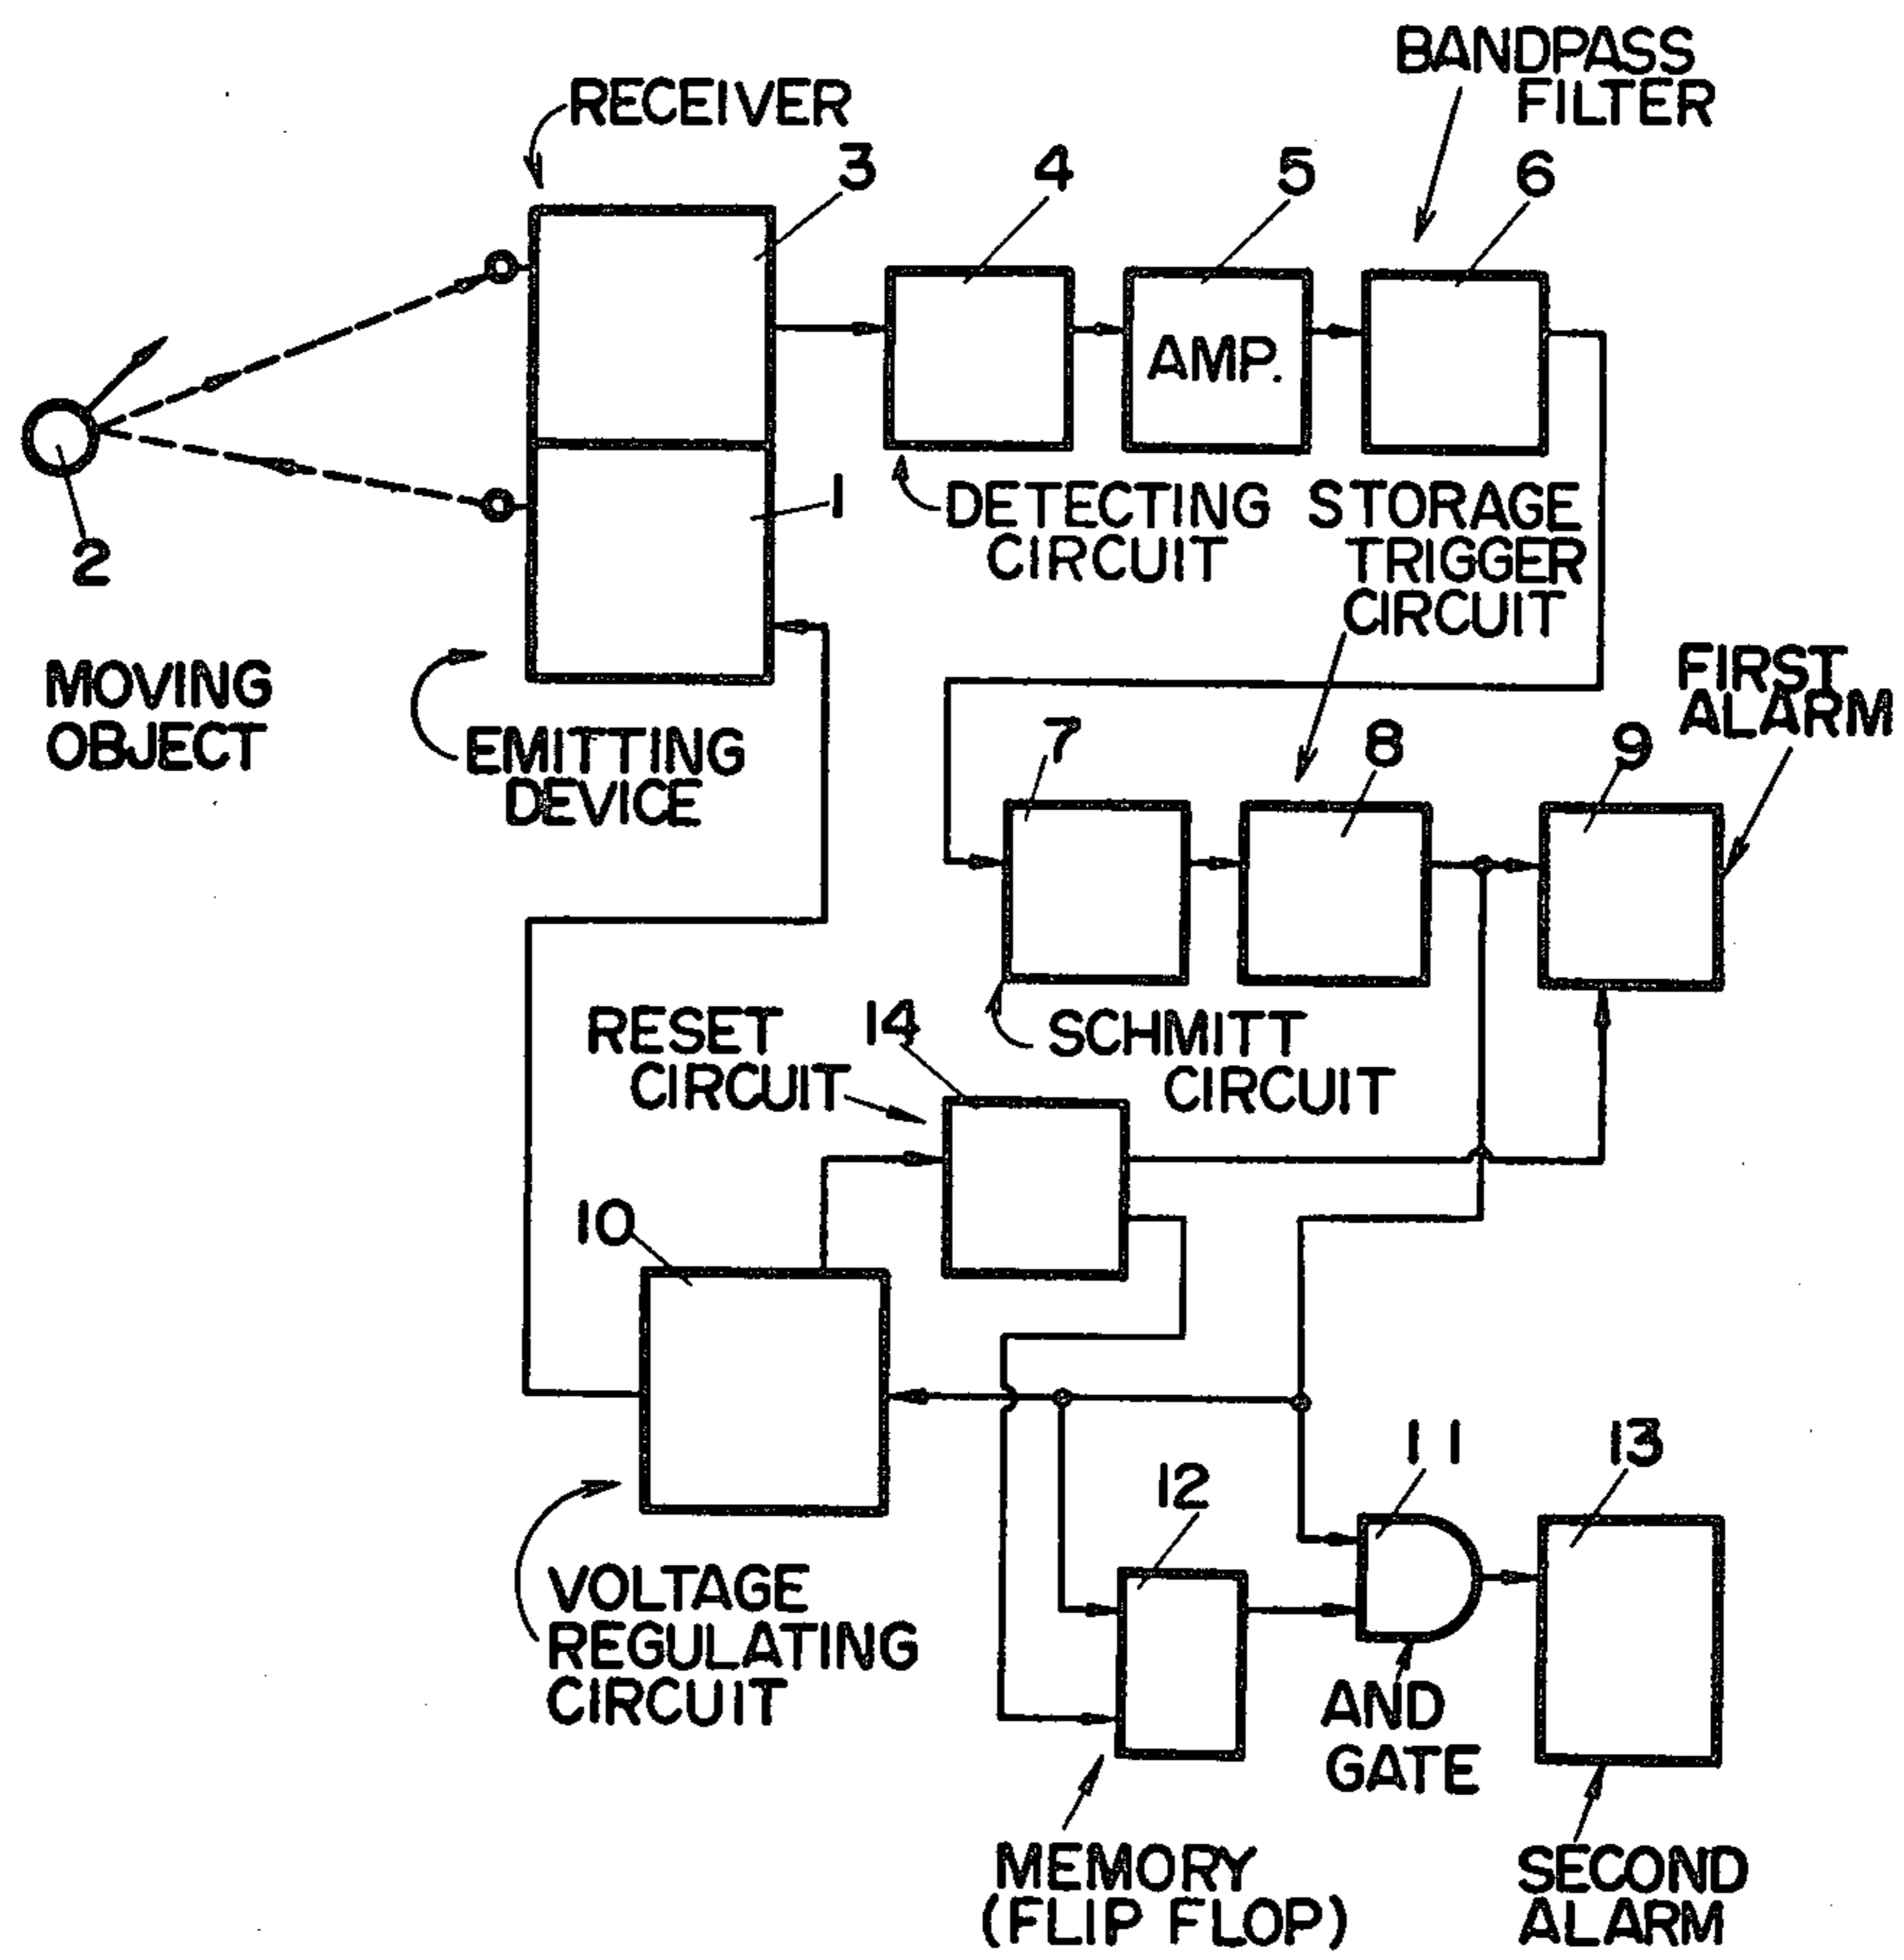 BANDPASS
FILTER
RECEIVER
3
4
5
6
AMP.
2
1
DETECTING
CIRCUIT
STORAGE
TRIGGER
CIRCUIT
MOVING
OBJECT
EMITTING
DEVICE
FIRST
ALARM
7
8
9
RESET
CIRCUIT
14
SCHMITT
CIRCUIT
10
11
13
12
VOLTAGE
REGULATING
CIRCUIT
AND
GATE
MEMORY
(FLIP FLOP)
SECOND
ALARM